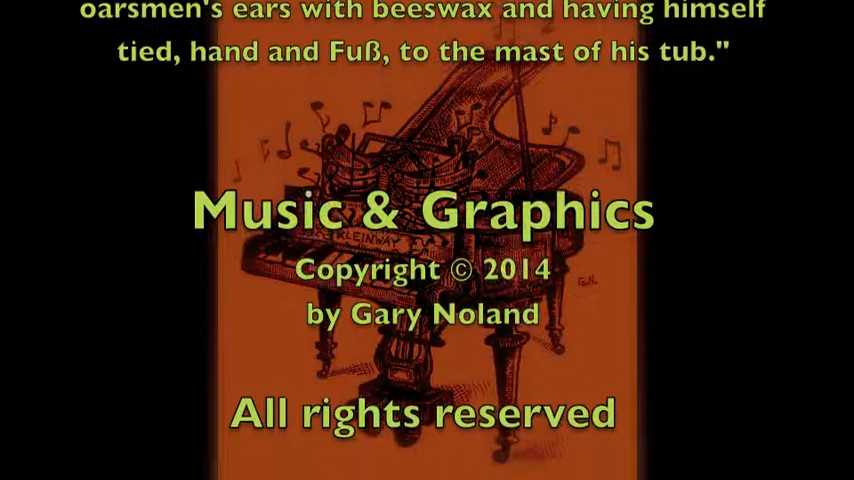 oarsmen's ears with beeswax and having himself
tied, hand and Fuß, to the mast of his tub."
Music & Graphics
KLEINWAY
Copyright © 2014
G.N.
by Gary Noland
All rights reserved